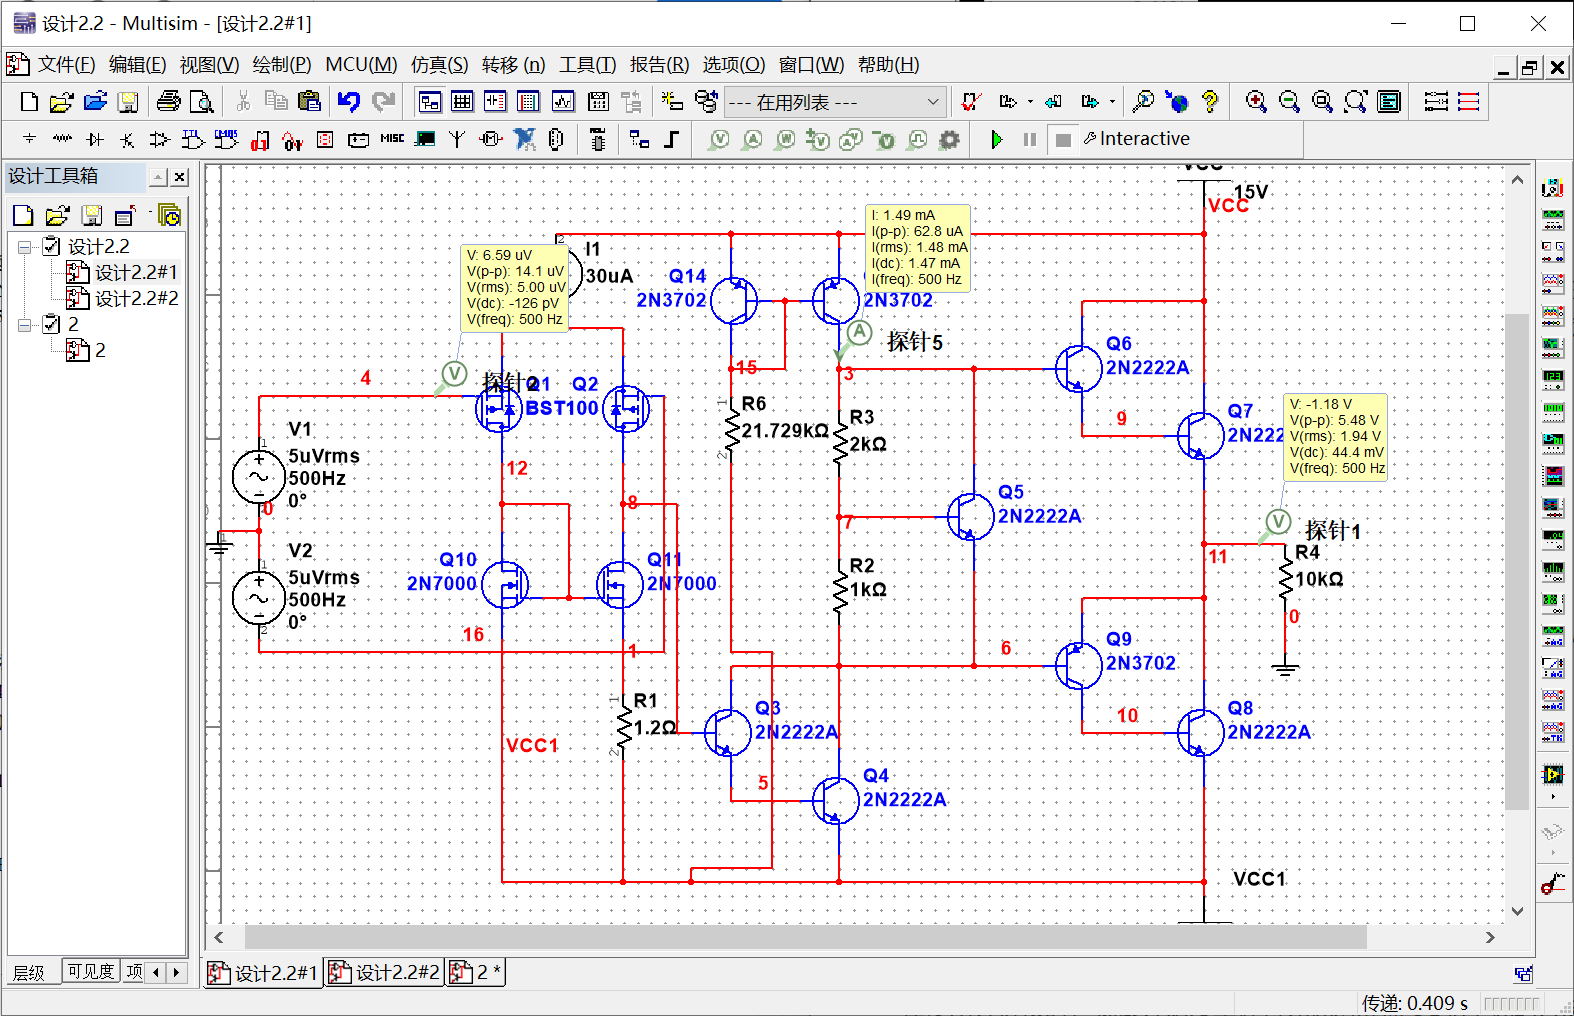 设计2.2 - Multisim - [设计2.2#1]
文件(F) 编辑(E) 视图(V) 绘制(P) MCU(M) 仿真(S) 转移 (n) 工具(T) 报告(R) 选项(O) 窗口(W) 帮助(H)
--- 在用列表 ---
MISC
Interactive
设计工具箱
设计2.2
设计2.2#1
设计2.2#2
2
2
层级 可见度 项
VCC
15V
VCC
I: 1.49 mA
I(p-p): 62.8 uA
I(rms): 1.48 mA
I(dc): 1.47 mA
I(freq): 500 Hz
V: 6.59 uV
V(p-p): 14.1 uV
V(rms): 5.00 uV
V(dc): -126 pV
V(freq): 500 Hz
2
I1
30uA
Q14
2N3702
2N3702
A
探针5
15
3
V
4
探针2
Q1
BST100
Q2
Q6
2N2222A
9
Q7
2N222
V: -1.18 V
V(p-p): 5.48 V
V(rms): 1.94 V
V(dc): 44.4 mV
V(freq): 500 Hz
V
探针1
1
R6
21.729kΩ
2
R3
2kΩ
V1
1
5uVrms
500Hz
0°
0
1
12
8
7
Q5
2N2222A
11
R4
10kΩ
0
V2
1
5uVrms
500Hz
0°
2
Q10
2N7000
Q11
2N7000
R2
1kΩ
16
1
6
Q9
2N3702
10
1
R1
1.2Ω
2
VCC1
Q3
2N2222A
5
Q4
2N2222A
Q8
2N2222A
VCC1
设计2.2#1 设计2.2#2 2 *
传递: 0.409 s